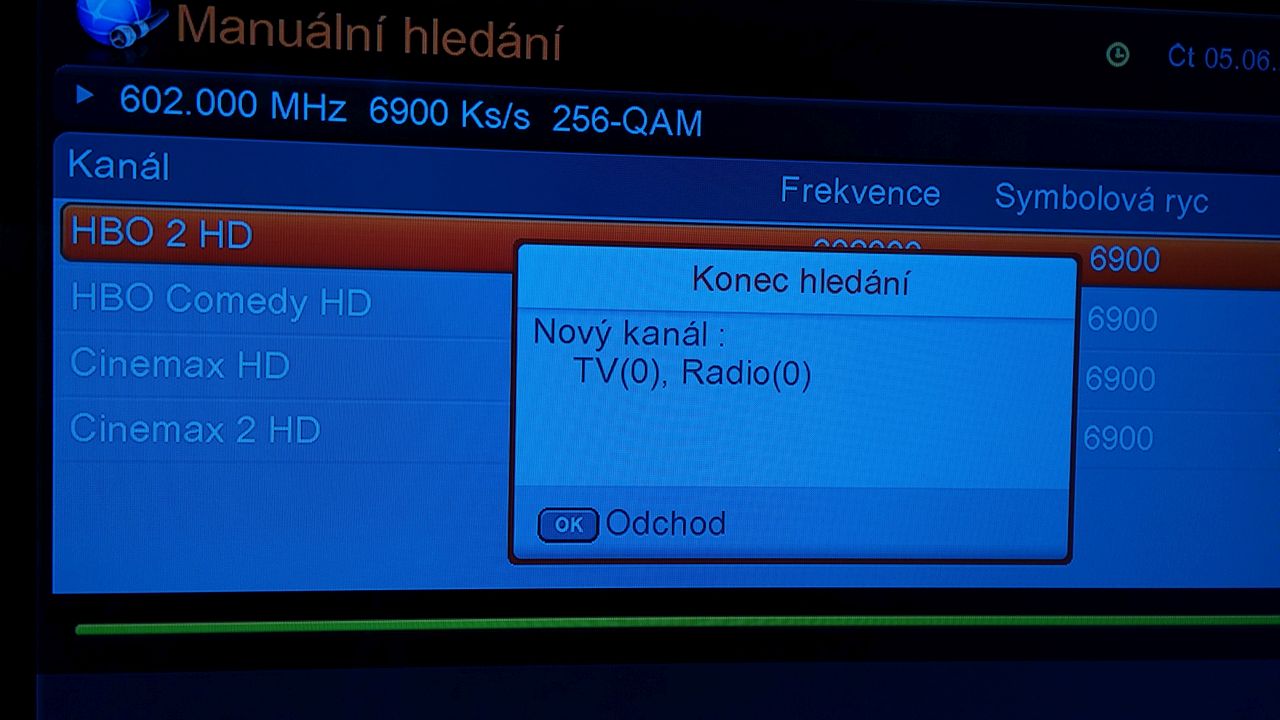 Manuální hledání
Čt 05.06.
602.000 MHz 6900 Ks/s 256-QAM
Kanál Frekvence Symbolová ryc
HBO 2 HD 6900
HBO Comedy HD 6900
Cinemax HD 6900
Cinemax 2 HD 6900
Konec hledání
Nový kanál :
TV(0), Radio(0)
OK Odchod